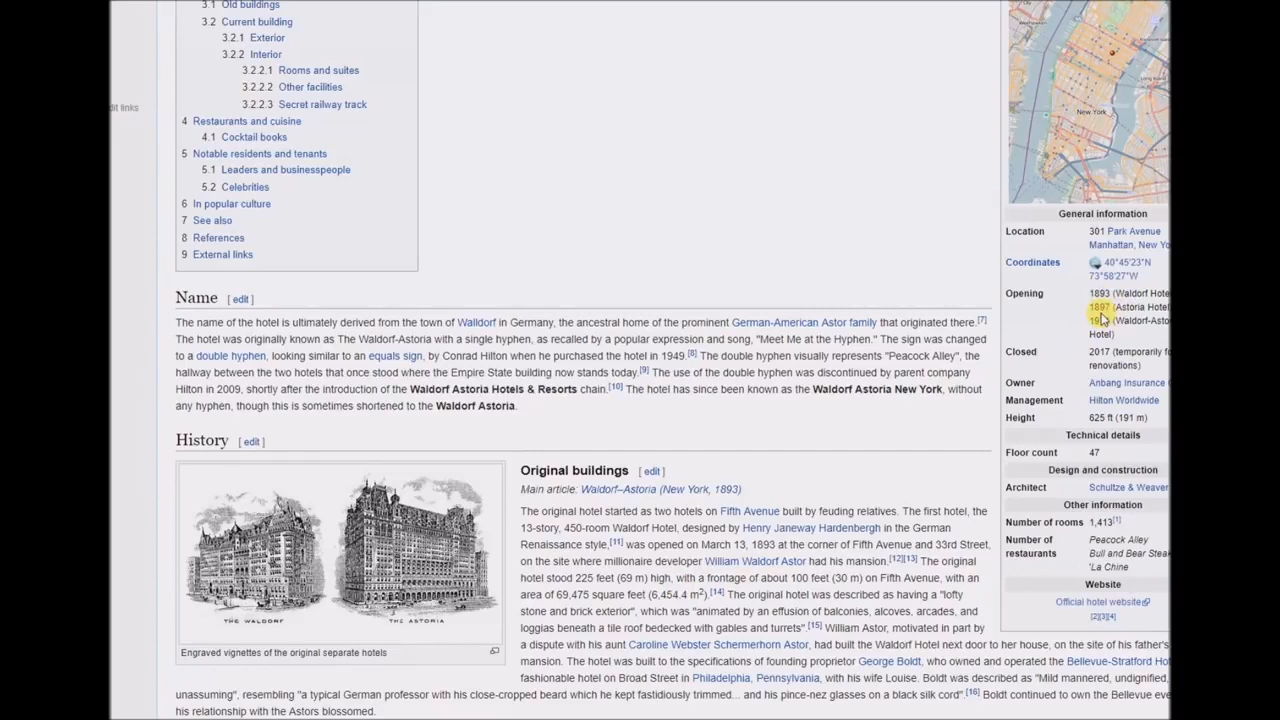 3.1 Old buildings
3.2 Current building
3.2.1 Exterior
3.2.2 Interior
3.2.2.1 Rooms and suites
3.2.2.2 Other facilities
3.2.2.3 Secret railway track
4 Restaurants and cuisine
4.1 Cocktail books
5 Notable residents and tenants
5.1 Leaders and businesspeople
5.2 Celebrities
6 In popular culture
7 See also
8 References
9 External links
dit links
Name [ edit ]
The name of the hotel is ultimately derived from the town of Walldorf in Germany, the ancestral home of the prominent German-American Astor family that originated there.[7]
The hotel was originally known as The Waldorf-Astoria with a single hyphen, as recalled by a popular expression and song, "Meet Me at the Hyphen." The sign was changed
to a double hyphen, looking similar to an equals sign, by Conrad Hilton when he purchased the hotel in 1949.[8] The double hyphen visually represents "Peacock Alley", the
hallway between the two hotels that once stood where the Empire State building now stands today.[9] The use of the double hyphen was discontinued by parent company
Hilton in 2009, shortly after the introduction of the Waldorf Astoria Hotels & Resorts chain.[10] The hotel has since been known as the Waldorf Astoria New York, without
any hyphen, though this is sometimes shortened to the Waldorf Astoria.
History [ edit ]
THE WALDORF
THE ASTORIA
Engraved vignettes of the original separate hotels
Original buildings [ edit ]
Main article: Waldorf–Astoria (New York, 1893)
The original hotel started as two hotels on Fifth Avenue built by feuding relatives. The first hotel, the
13-story, 450-room Waldorf Hotel, designed by Henry Janeway Hardenbergh in the German
Renaissance style,[11] was opened on March 13, 1893 at the corner of Fifth Avenue and 33rd Street,
on the site where millionaire developer William Waldorf Astor had his mansion.[12][13] The original
hotel stood 225 feet (69 m) high, with a frontage of about 100 feet (30 m) on Fifth Avenue, with an
area of 69,475 square feet (6,454.4 m2).[14] The original hotel was described as having a "lofty
stone and brick exterior", which was "animated by an effusion of balconies, alcoves, arcades, and
loggias beneath a tile roof bedecked with gables and turrets".[15] William Astor, motivated in part by
a dispute with his aunt Caroline Webster Schermerhorn Astor, had built the Waldorf Hotel next door to her house, on the site of his father's
mansion. The hotel was built to the specifications of founding proprietor George Boldt, who owned and operated the Bellevue-Stratford Hot
fashionable hotel on Broad Street in Philadelphia, Pennsylvania, with his wife Louise. Boldt was described as "Mild mannered, undignified,
unassuming", resembling "a typical German professor with his close-cropped beard which he kept fastidiously trimmed... and his pince-nez glasses on a black silk cord".[16] Boldt continued to own the Bellevue eve
his relationship with the Astors blossomed.
New York
General information
Location 301 Park Avenue
Manhattan, New Yo
Coordinates 40°45′23″N
73°58′27″W
Opening 1893 (Waldorf Hote
1897 (Astoria Hotel
(Waldorf-Asto
Hotel)
Closed 2017 (temporarily fo
renovations)
Owner Anbang Insurance
Management Hilton Worldwide
Height 625 ft (191 m)
Technical details
Floor count 47
Design and construction
Architect Schultze & Weaver
Other information
Number of rooms 1,413[1]
Number of restaurants Peacock Alley
Bull and Bear Steak
'La Chine
Website
Official hotel website
[2][3][4]